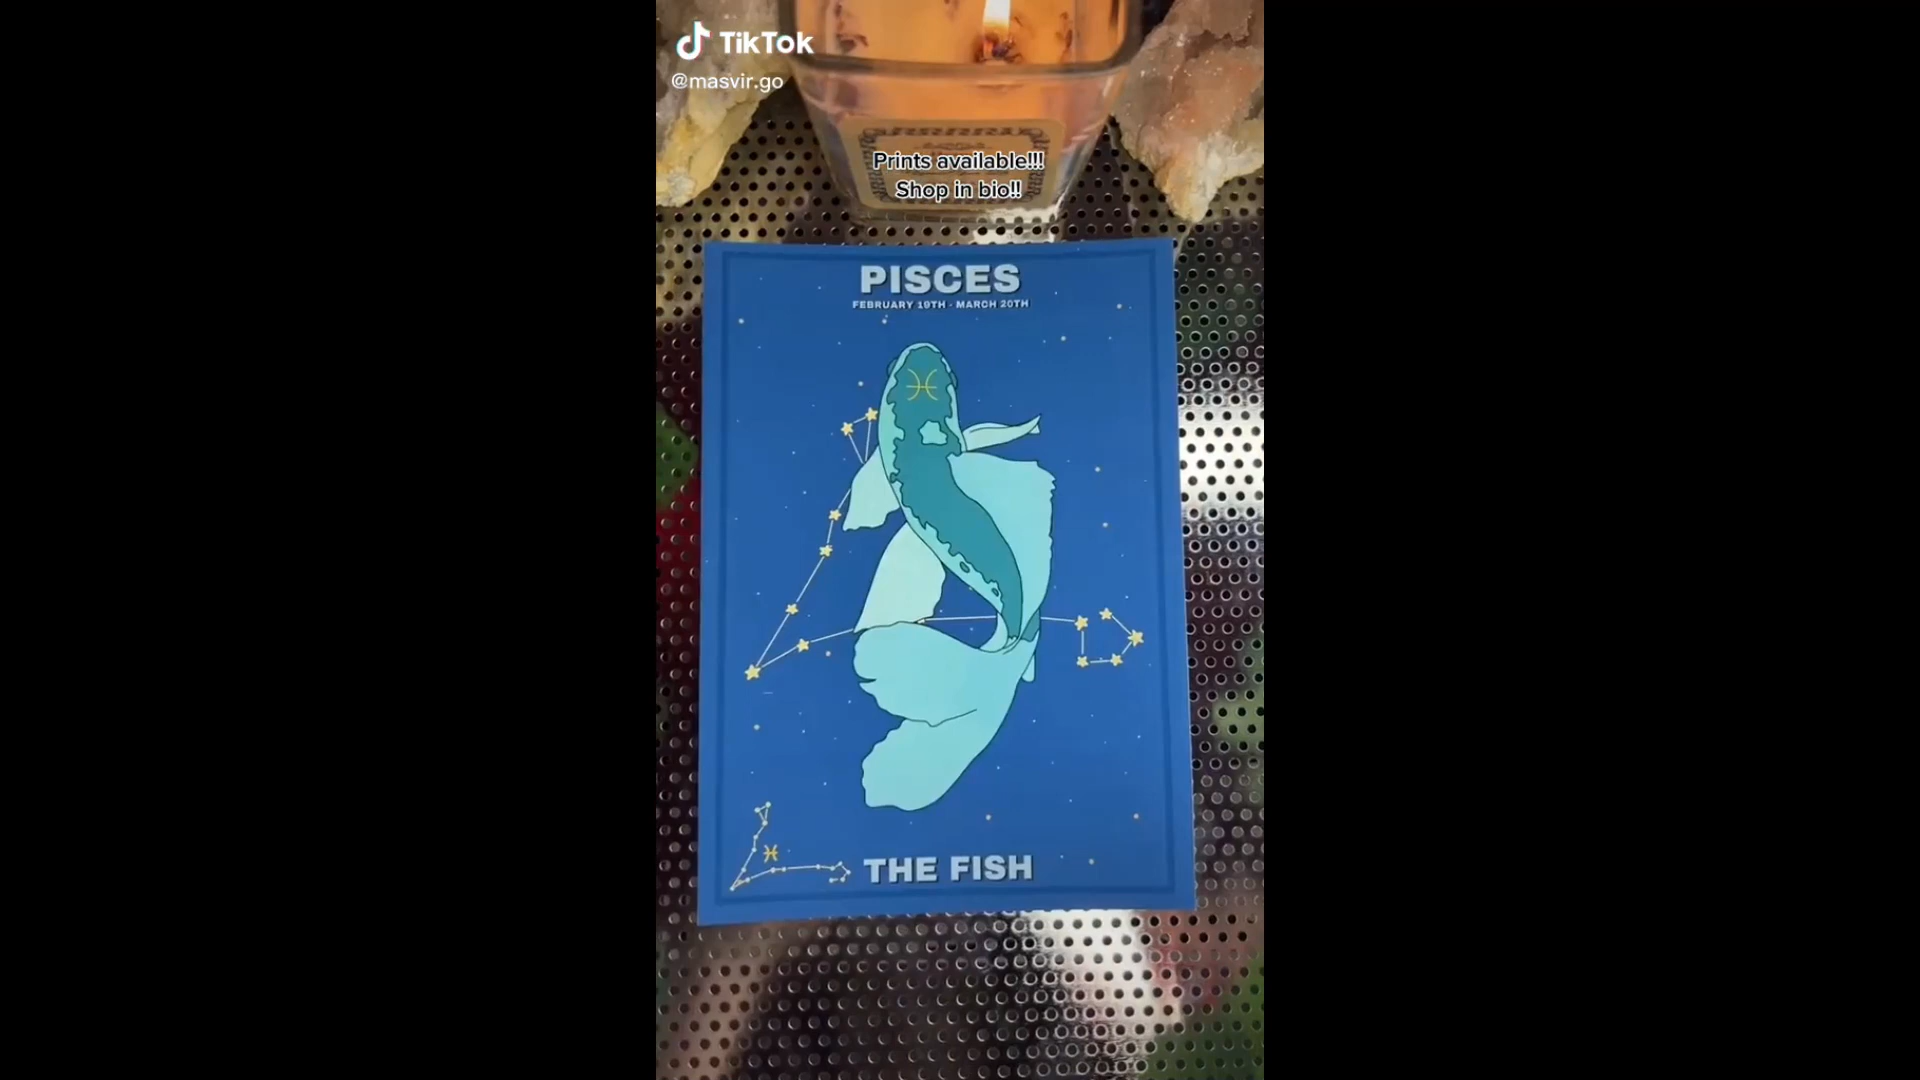 TikTok
@masvir.go
Prints available!!!
Shop in bio!!
PISCES
FEBRUARY 19TH - MARCH 20TH
THE FISH